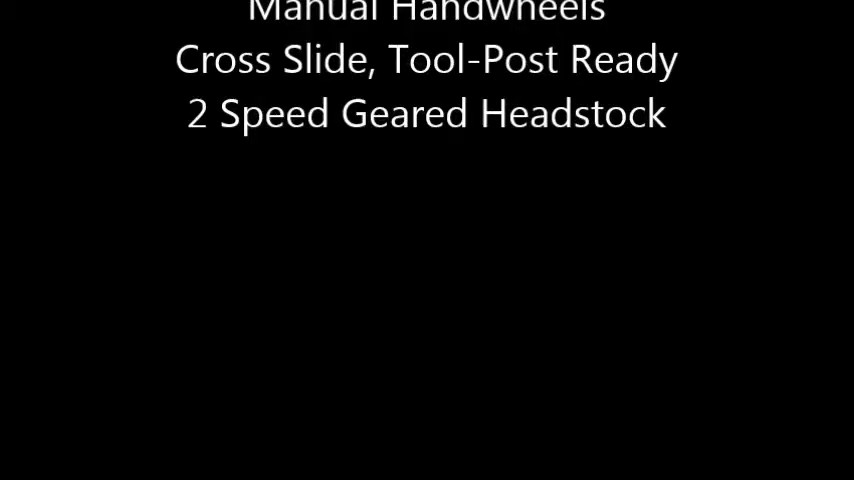 Manual Handwheels
Cross Slide, Tool-Post Ready
2 Speed Geared Headstock